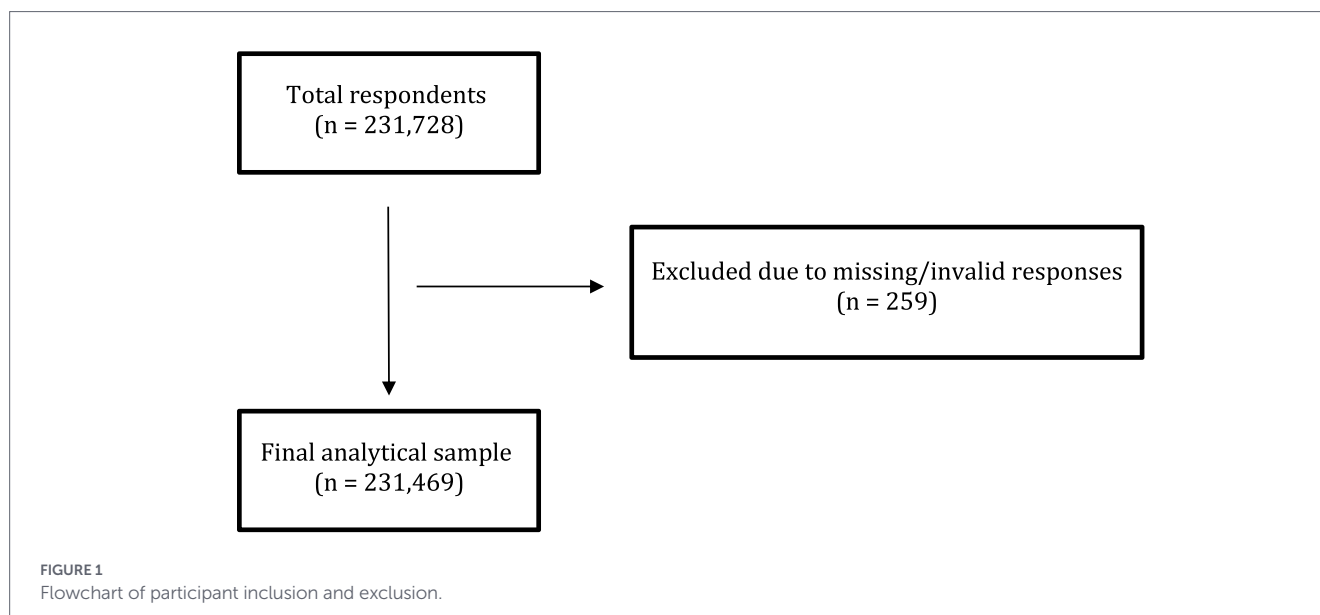 Total respondents
(n = 231,728)
Excluded due to missing/invalid responses
(n = 259)
Final analytical sample
(n = 231,469)
FIGURE 1
Flowchart of participant inclusion and exclusion.